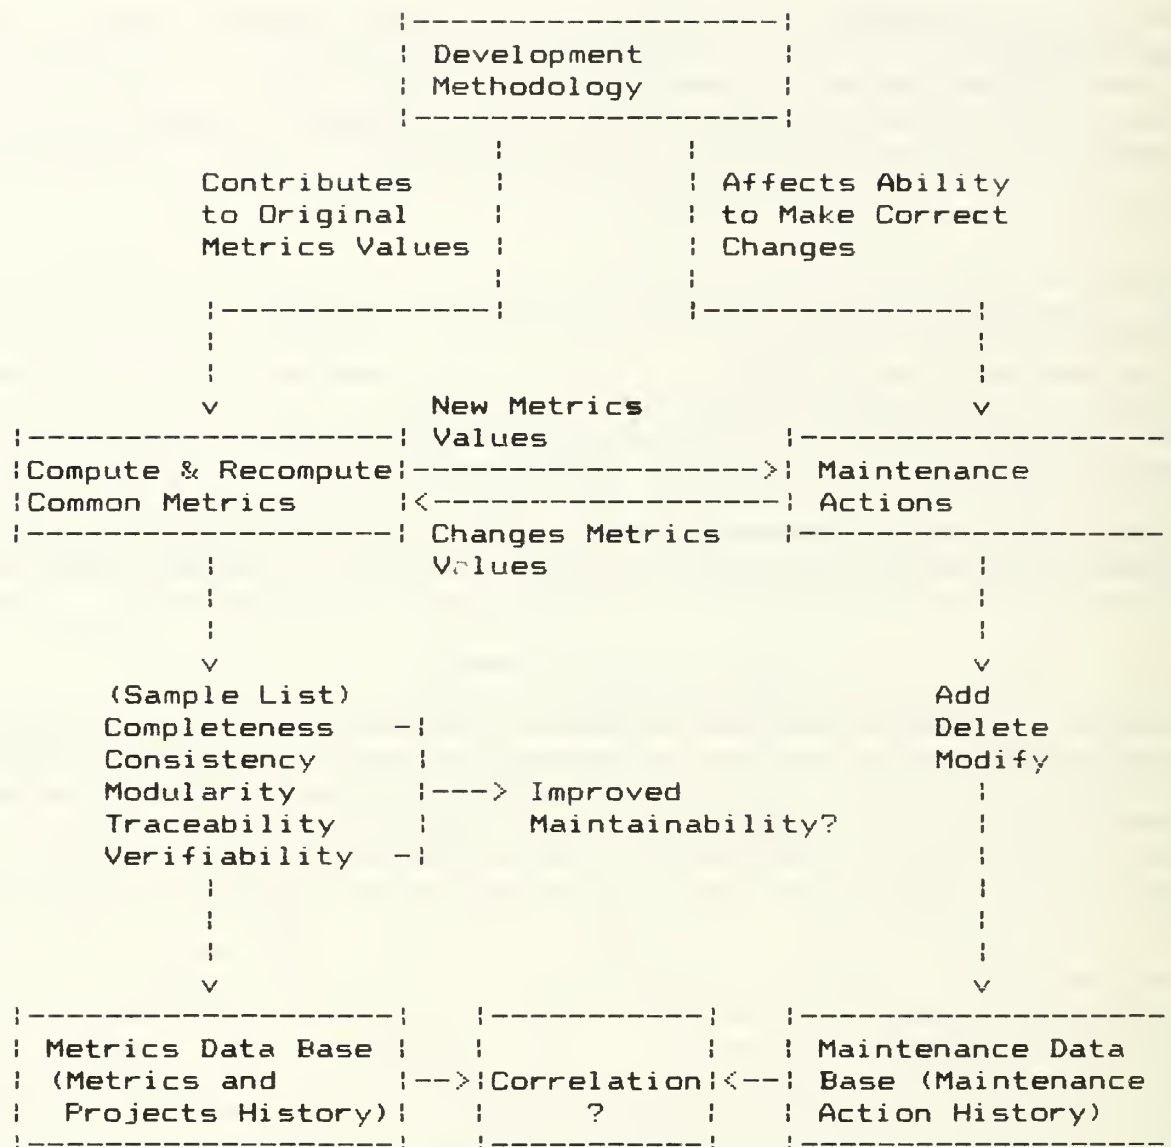 Development
Methodology
Contributes
to Original
Metrics Values
Affects Ability
to Make Correct
Changes
New Metrics
Values
Compute & Recompute
Common Metrics
Maintenance
Actions
Changes Metrics
Values
(Sample List)
Completeness
Consistency
Modularity
Traceability
Verifiability
Improved
Maintainability?
Add
Delete
Modify
Metrics Data Base
(Metrics and
Projects History)
Correlation
?
Maintenance Data
Base (Maintenance
Action History)